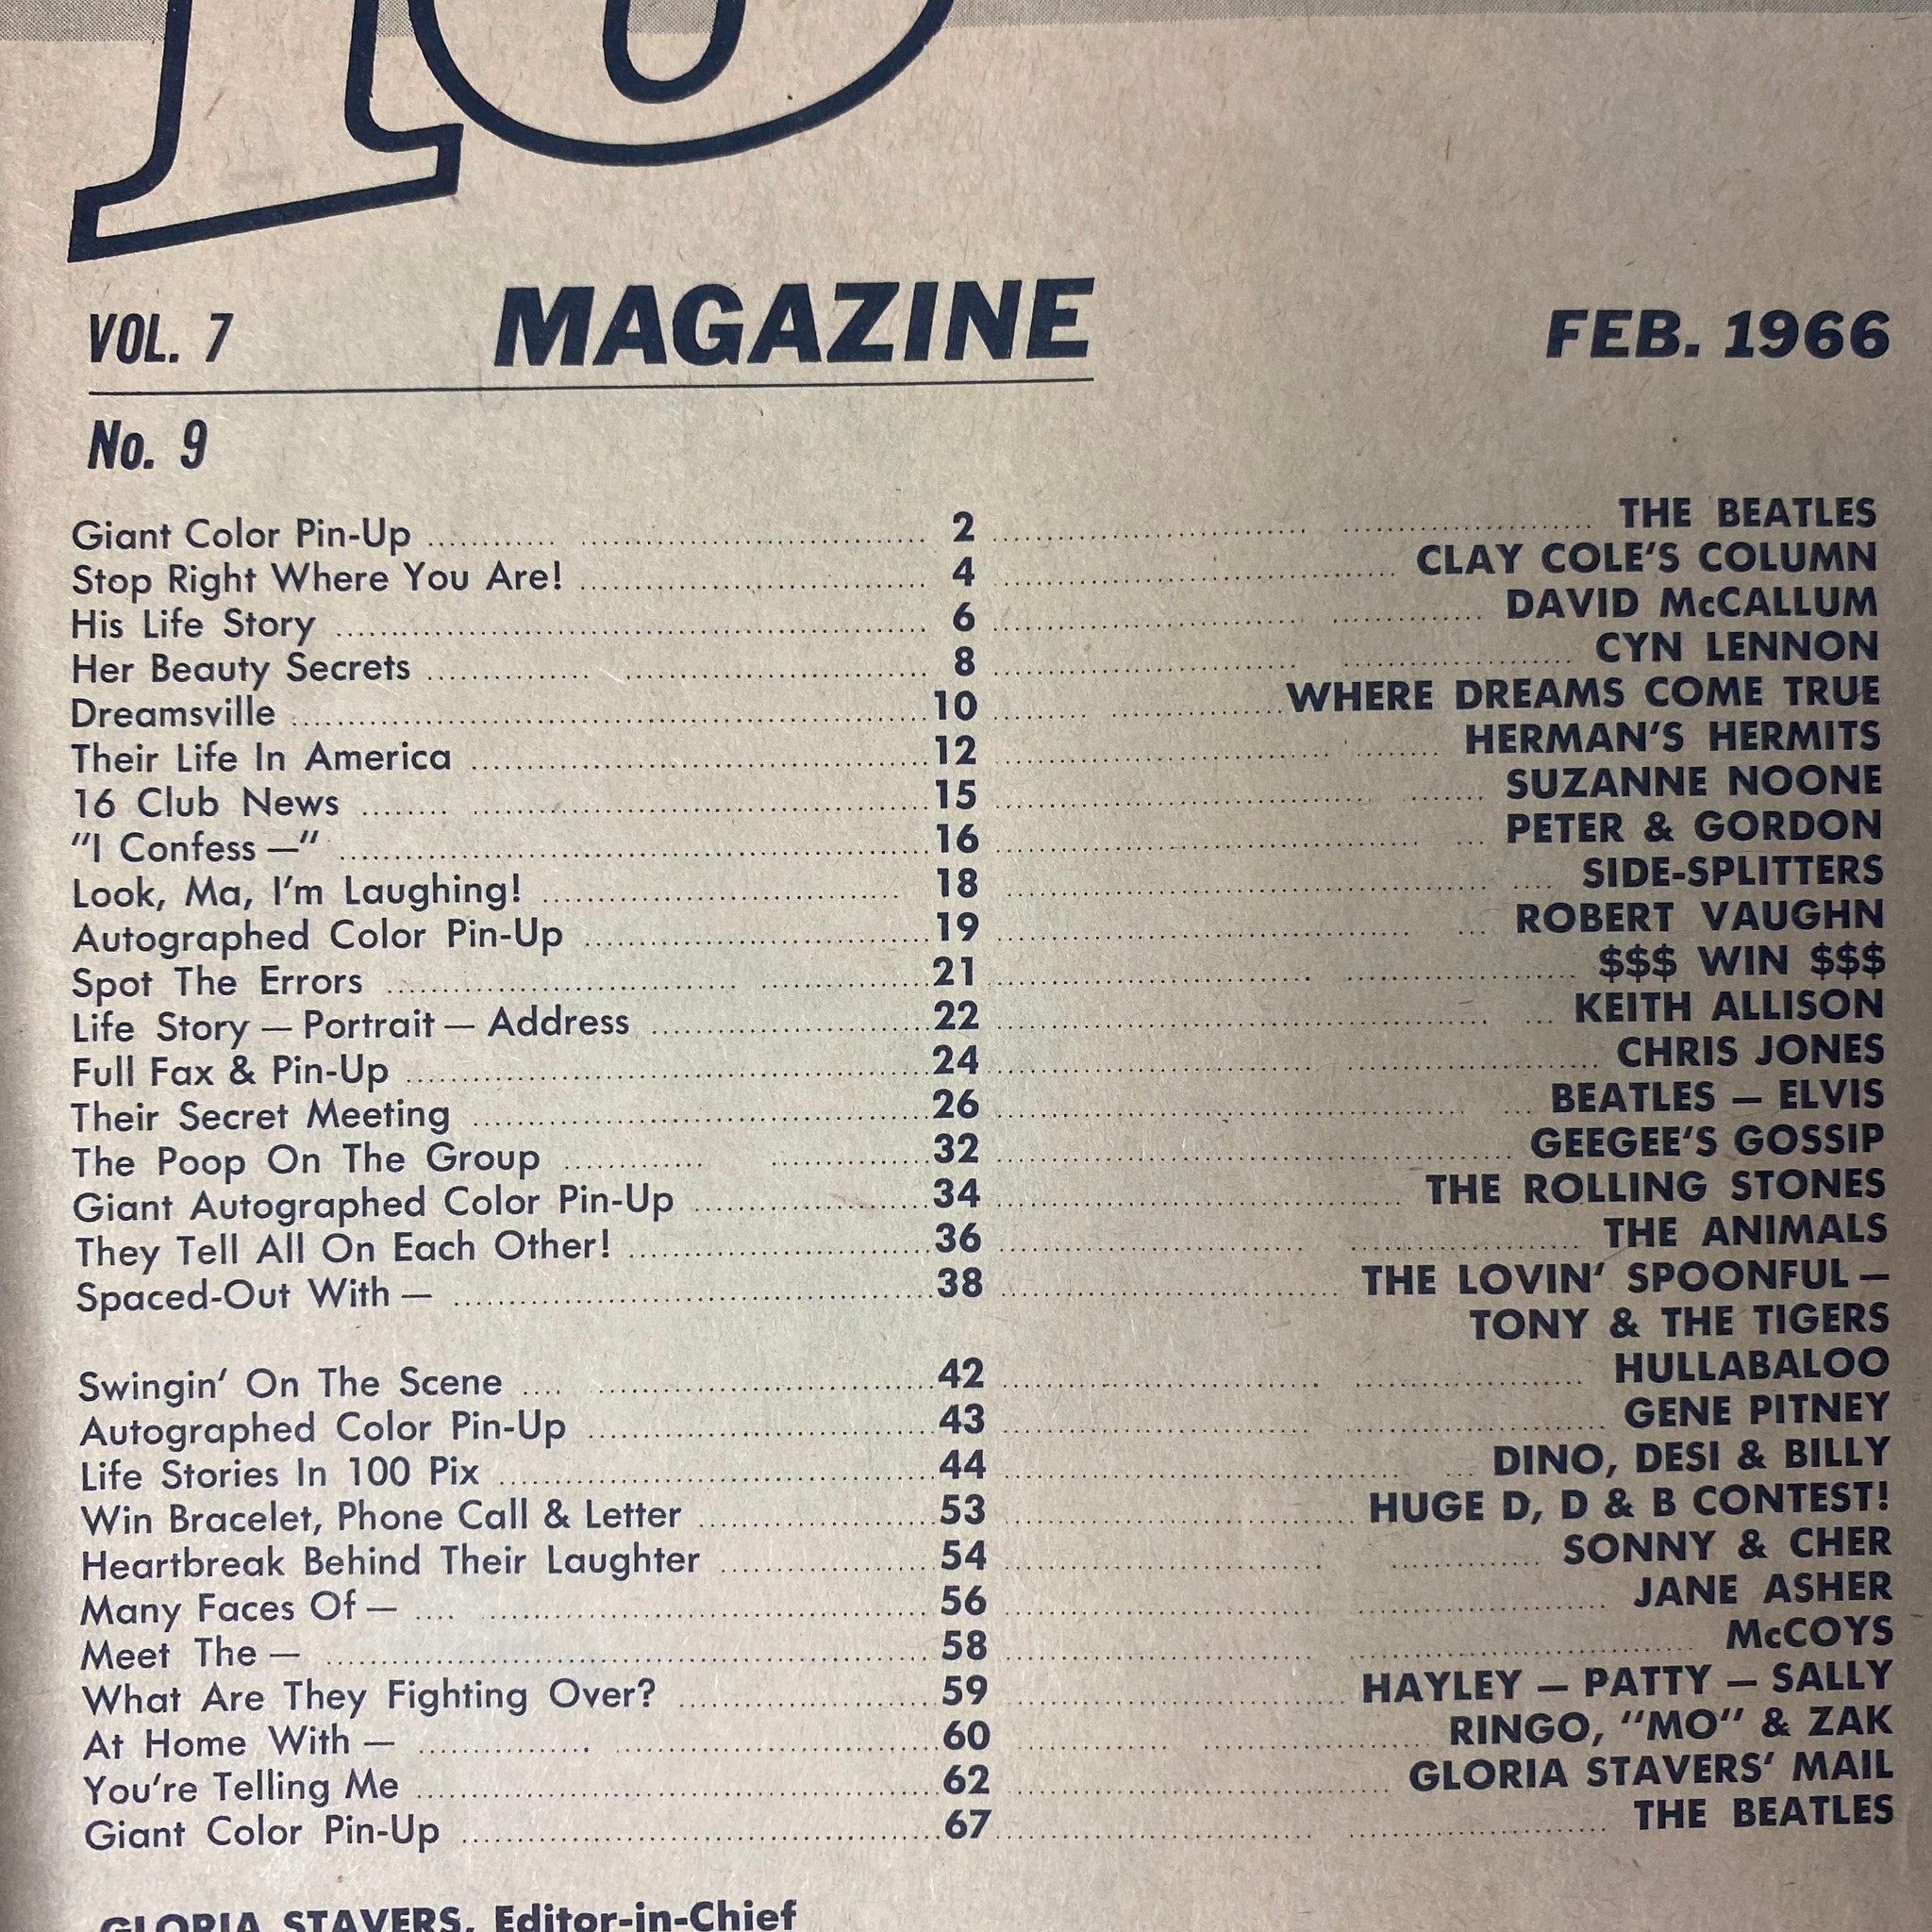 16
VOL. 7 MAGAZINE FEB. 1966
No. 9
Giant Color Pin-Up 2 THE BEATLES
Stop Right Where You Are! 4 CLAY COLE'S COLUMN
His Life Story 6 DAVID McCALLUM
Her Beauty Secrets 8 CYN LENNON
Dreamsville 10 WHERE DREAMS COME TRUE
Their Life In America 12 HERMAN'S HERMITS
16 Club News 15 SUZANNE NOONE
"I Confess —" 16 PETER & GORDON
Look, Ma, I'm Laughing! 18 SIDE-SPLITTERS
Autographed Color Pin-Up 19 ROBERT VAUGHN
Spot The Errors 21 $$$ WIN $$$
Life Story — Portrait — Address 22 KEITH ALLISON
Full Fax & Pin-Up 24 CHRIS JONES
Their Secret Meeting 26 BEATLES — ELVIS
The Poop On The Group 32 GEEGEE'S GOSSIP
Giant Autographed Color Pin-Up 34 THE ROLLING STONES
They Tell All On Each Other! 36 THE ANIMALS
Spaced-Out With — 38 THE LOVIN' SPOONFUL —
TONY & THE TIGERS
Swingin' On The Scene 42 HULLABALOO
Autographed Color Pin-Up 43 GENE PITNEY
Life Stories In 100 Pix 44 DINO, DESI & BILLY
Win Bracelet, Phone Call & Letter 53 HUGE D, D & B CONTEST!
Heartbreak Behind Their Laughter 54 SONNY & CHER
Many Faces Of — 56 JANE ASHER
Meet The — 58 McCOYS
What Are They Fighting Over? 59 HAYLEY — PATTY — SALLY
At Home With — 60 RINGO, "MO" & ZAK
You're Telling Me 62 GLORIA STAVERS' MAIL
Giant Color Pin-Up 67 THE BEATLES
GLORIA STAVERS, Editor-in-Chief